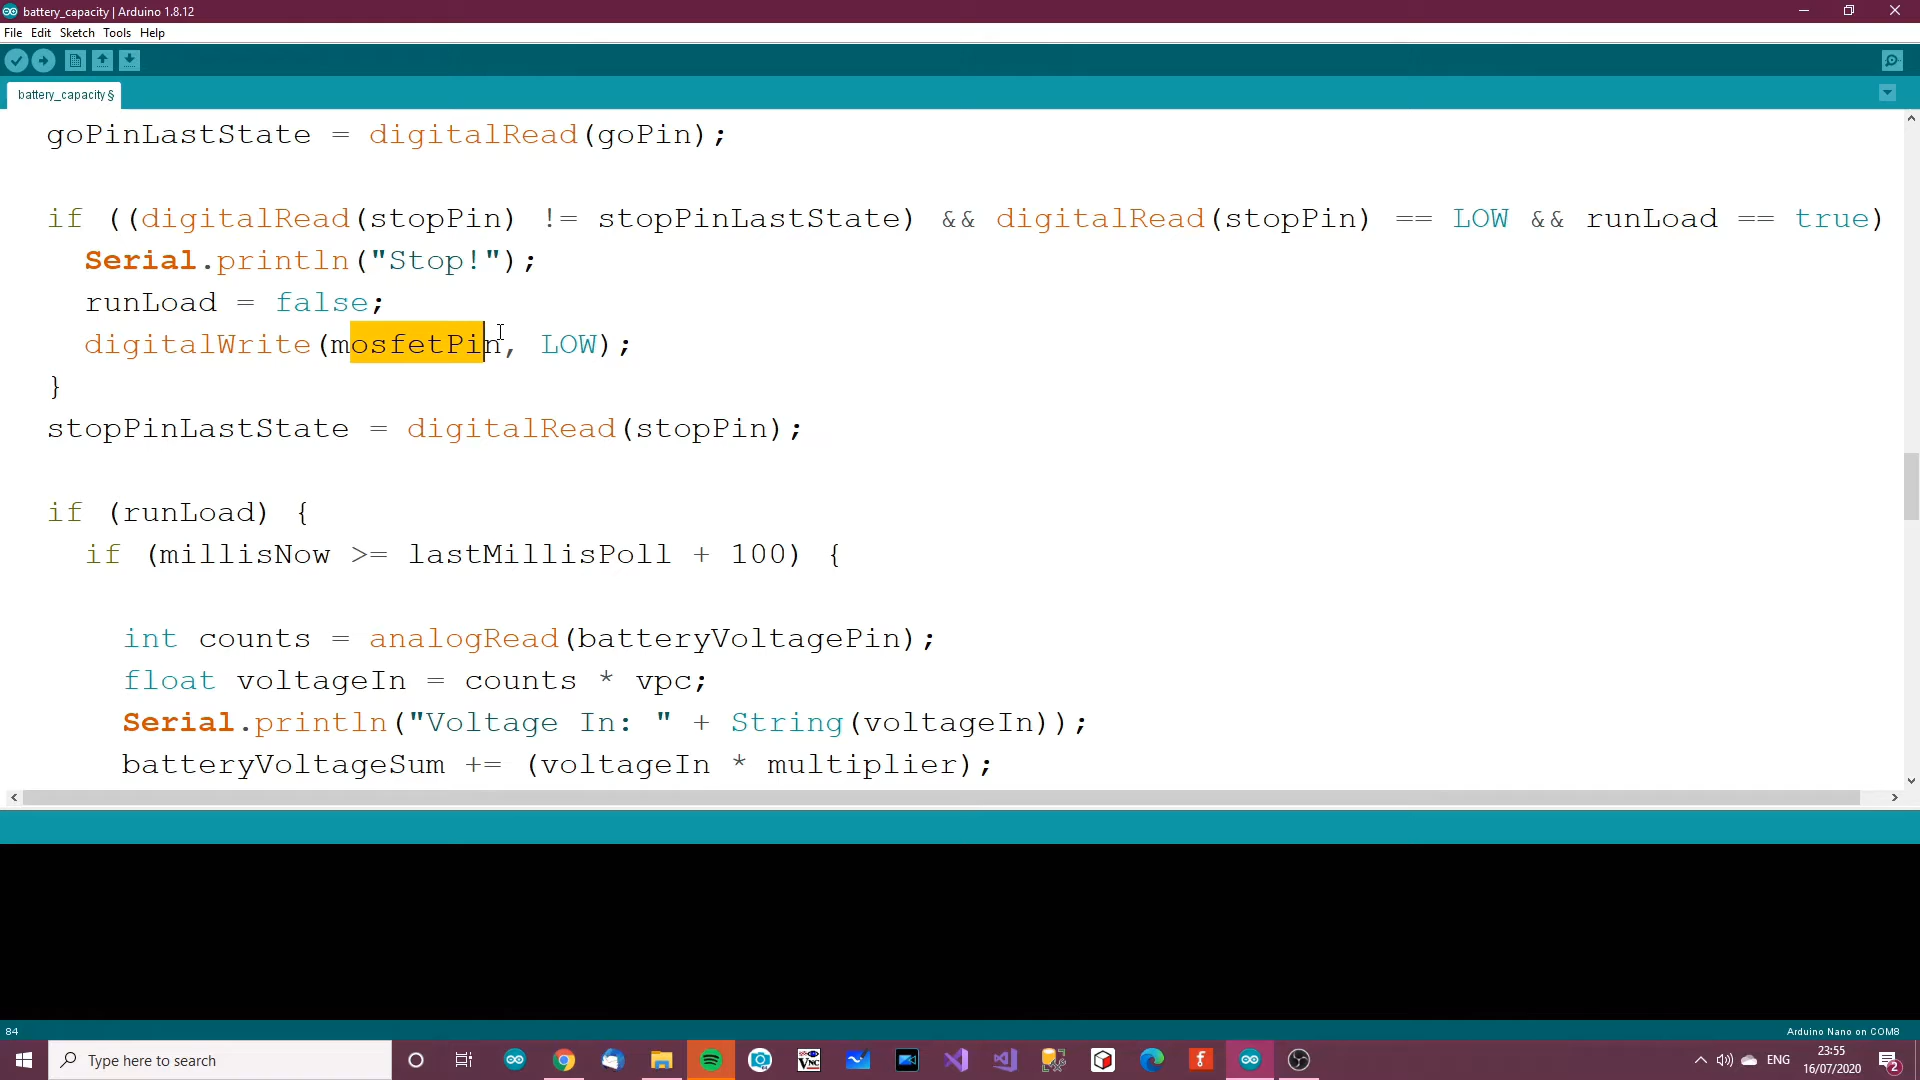 battery_capacity | Arduino 1.8.12
File Edit Sketch Tools Help
battery_capacity §
goPinLastState = digitalRead(goPin);
if ((digitalRead(stopPin) != stopPinLastState) && digitalRead(stopPin) == LOW && runLoad == true)
Serial.println("Stop!");
runLoad = false;
digitalWrite(mosfetPin, LOW);
}
stopPinLastState = digitalRead(stopPin);
if (runLoad) {
if (millisNow >= lastMillisPoll + 100) {
int counts = analogRead(batteryVoltagePin);
float voltageIn = counts * vpc;
Serial.println("Voltage In: " + String(voltageIn));
batteryVoltageSum += (voltageIn * multiplier);
84
Arduino Nano on COM8
Type here to search
ENG
23:55
16/07/2020
2